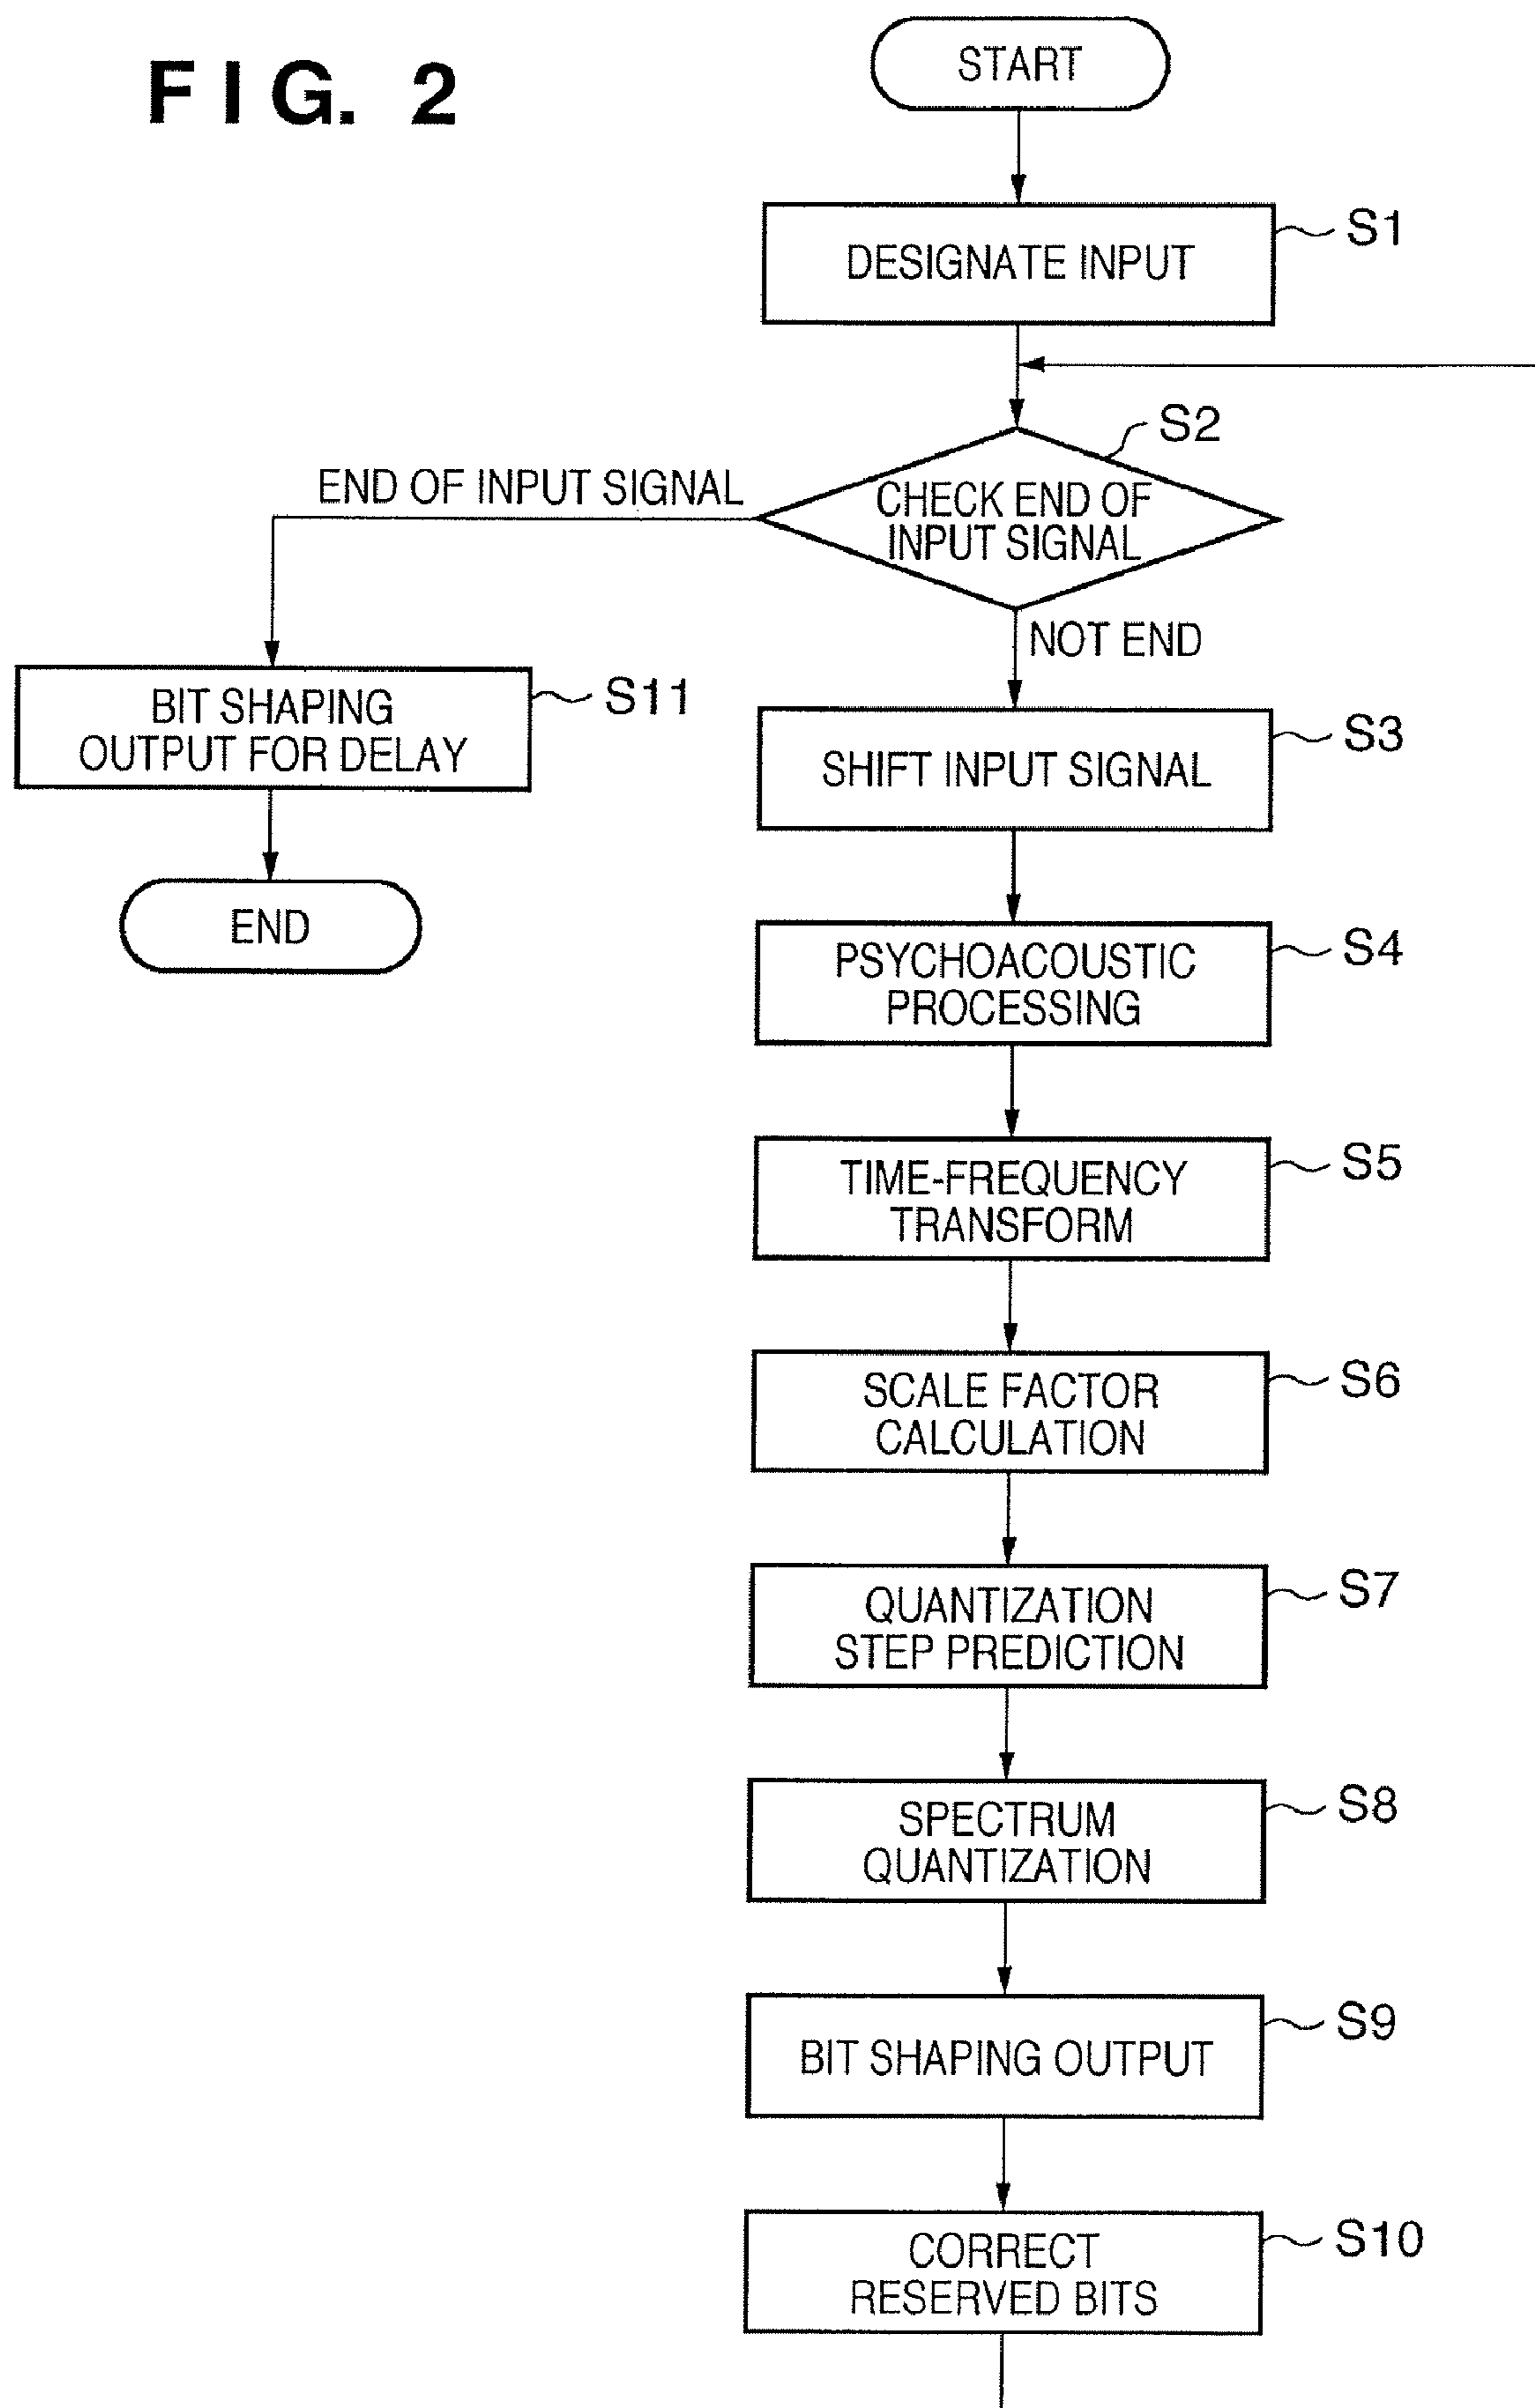 FIG. 2
START
DESIGNATE INPUT
S1
S2
END OF INPUT SIGNAL
CHECK END OF
INPUT SIGNAL
NOT END
BIT SHAPING
OUTPUT FOR DELAY
S11
END
SHIFT INPUT SIGNAL
S3
PSYCHOACOUSTIC
PROCESSING
S4
TIME-FREQUENCY
TRANSFORM
S5
SCALE FACTOR
CALCULATION
S6
QUANTIZATION
STEP PREDICTION
S7
SPECTRUM
QUANTIZATION
S8
BIT SHAPING OUTPUT
S9
CORRECT
RESERVED BITS
S10